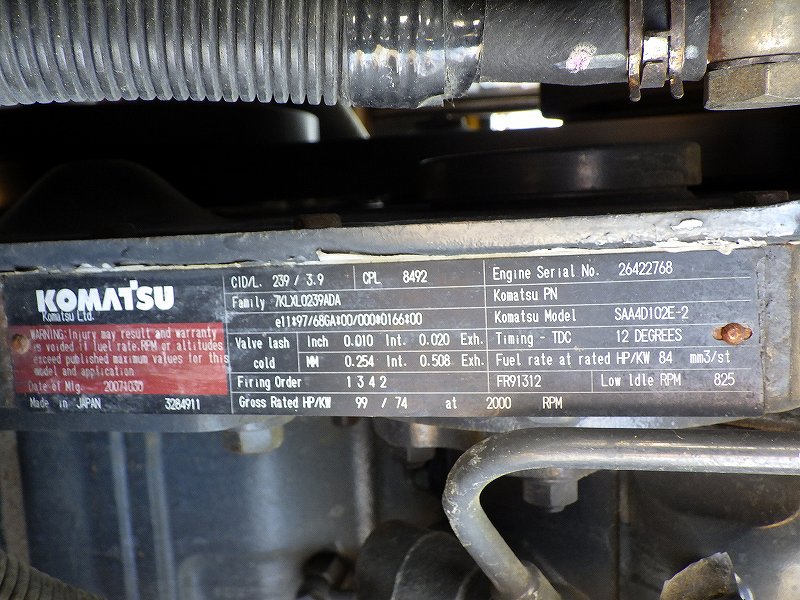 KOMATSU
Komatsu Ltd.
WARNING: Injury may result and warranty
is voided if fuel rate.RPM or altitudes
exceed published maximum values for this
model and application
Date of Mfg. 20071030
Made in JAPAN 3284911
CID/L. 239 / 3.9 CPL 8492
Family 7KLXL0239ADA
e11*97/68GA*00/000*0166*00
Valve lash Inch 0.010 Int. 0.020 Exh.
cold MM 0.254 Int. 0.508 Exh.
Firing Order 1 3 4 2
Gross Rated HP/KW 99 / 74 at 2000 RPM
Engine Serial No. 26422768
Komatsu PN
Komatsu Model SAA4D102E-2
Timing - TDC 12 DEGREES
Fuel rate at rated HP/KW 84 mm3/st
FR91312 Low Idle RPM 825